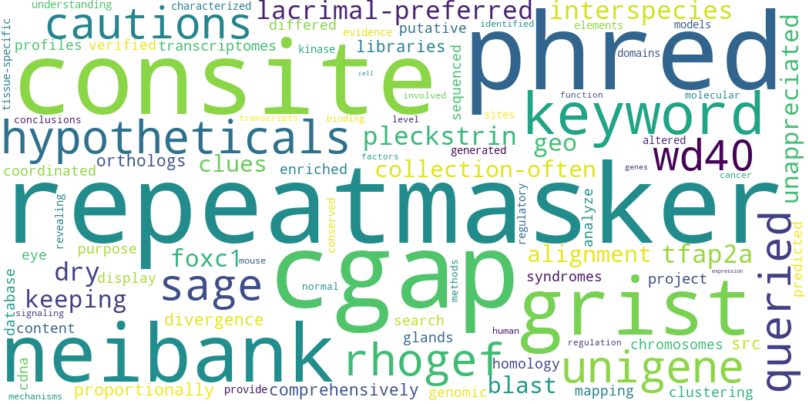 understanding
characterized
lacrimal-preferred
interspecies
tissue-specific
cautions
differed
putative
identified
elements
models
evidence
profiles
verified
transcriptomes
kinase
libraries
phred
domains
unappreciated
consite
cell
sequenced
involved
function
molecular
conclusions
transcripts
binding
level
sites
keyword
hypotheticals
pleckstrin
geo
altered
wd40
orthologs
clues
factors
generated
coordinated
enriched
collection-often
genes
cancer
repeatmasker
revealing
conserved
regulatory
analyze
queried
predicted
eye
purpose
foxc1
mouse
cgap
methods
alignment
tfap2a
dry
display
sage
normal
syndromes
project
expression
database
keeping
grist
signaling
content
divergence
search
neibank
glands
human
regulation
chromosomes
src
rhogef
homology
unigene
cdna
blast
mapping
clustering
mechanisms
proportionally
provide
comprehensively
genomic